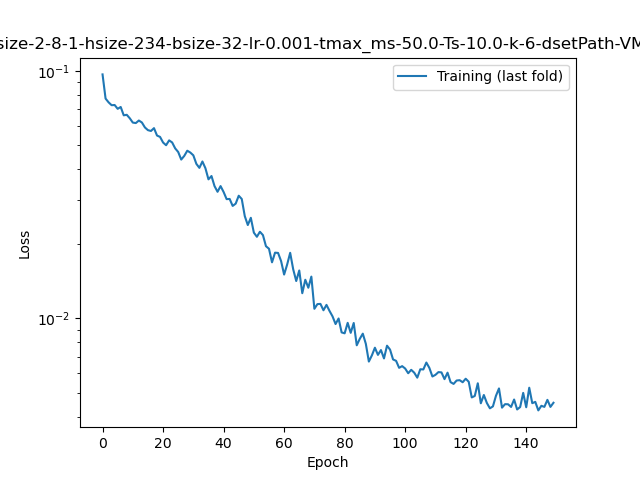 size-2-8-1-hsize-234-bsize-32-lr-0.001-tmax_ms-50.0-Ts-10.0-k-6-dsetPath-VM
10⁻¹
Training (last fold)
Loss
10⁻²
0 20 40 60 80 100 120 140
Epoch